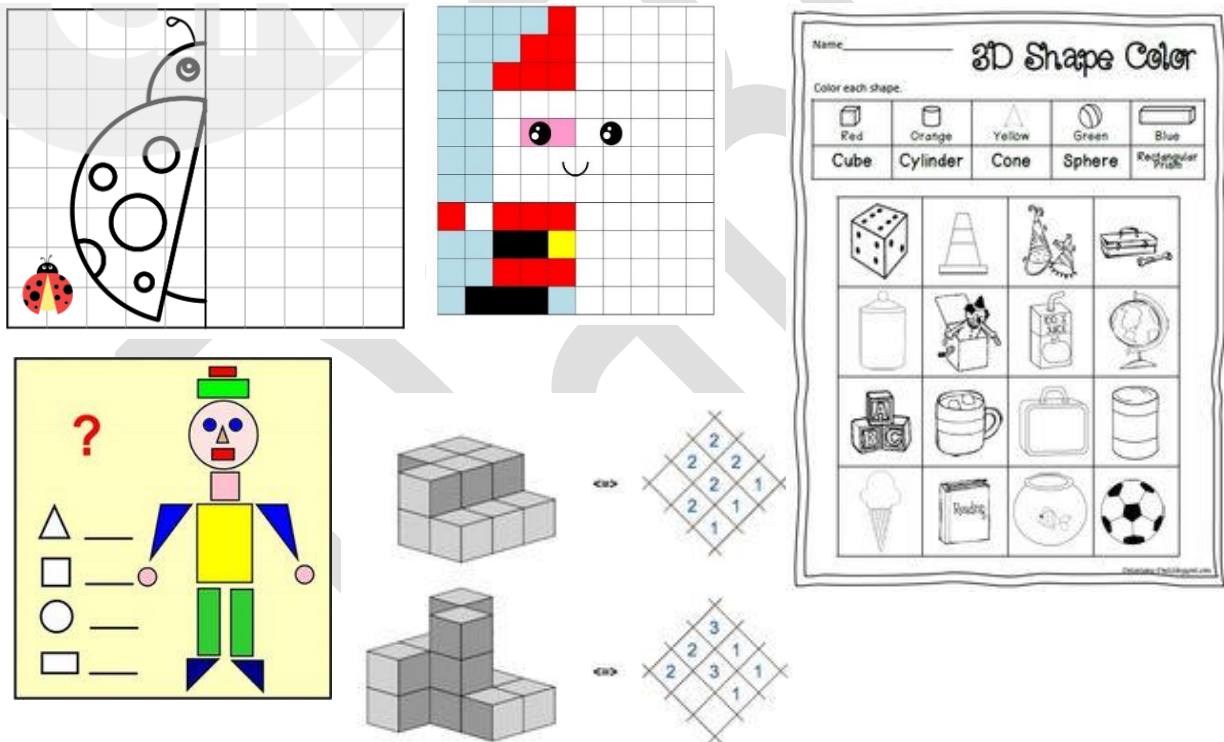 Name
3D Shape Color
Color each shape.
Red Orange Yellow Green Blue
Cube Cylinder Cone Sphere Rectangular Prism
?
A
B C
JUICE
Reading
<=> 
2
2 2
2 1
2 1
1
<=>
3
2 1
2 3 1
1